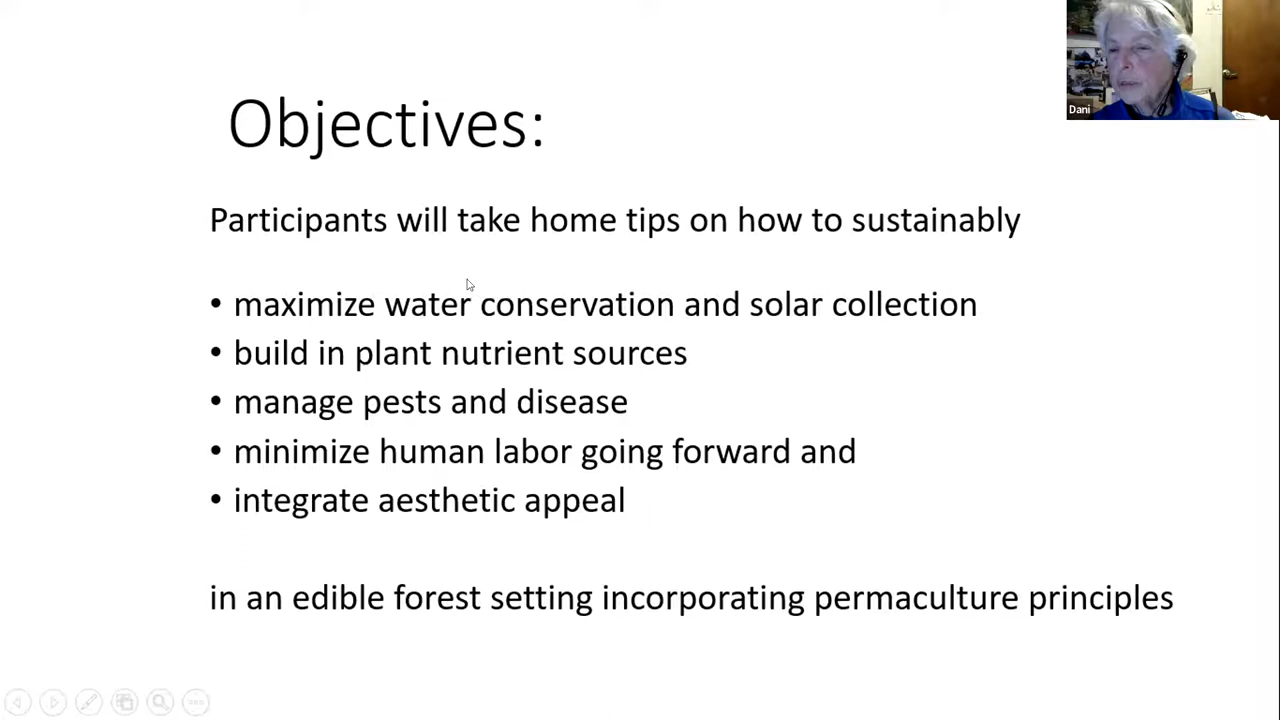 Dani
Objectives:
Participants will take home tips on how to sustainably
• maximize water conservation and solar collection
• build in plant nutrient sources
• manage pests and disease
• minimize human labor going forward and
• integrate aesthetic appeal
in an edible forest setting incorporating permaculture principles